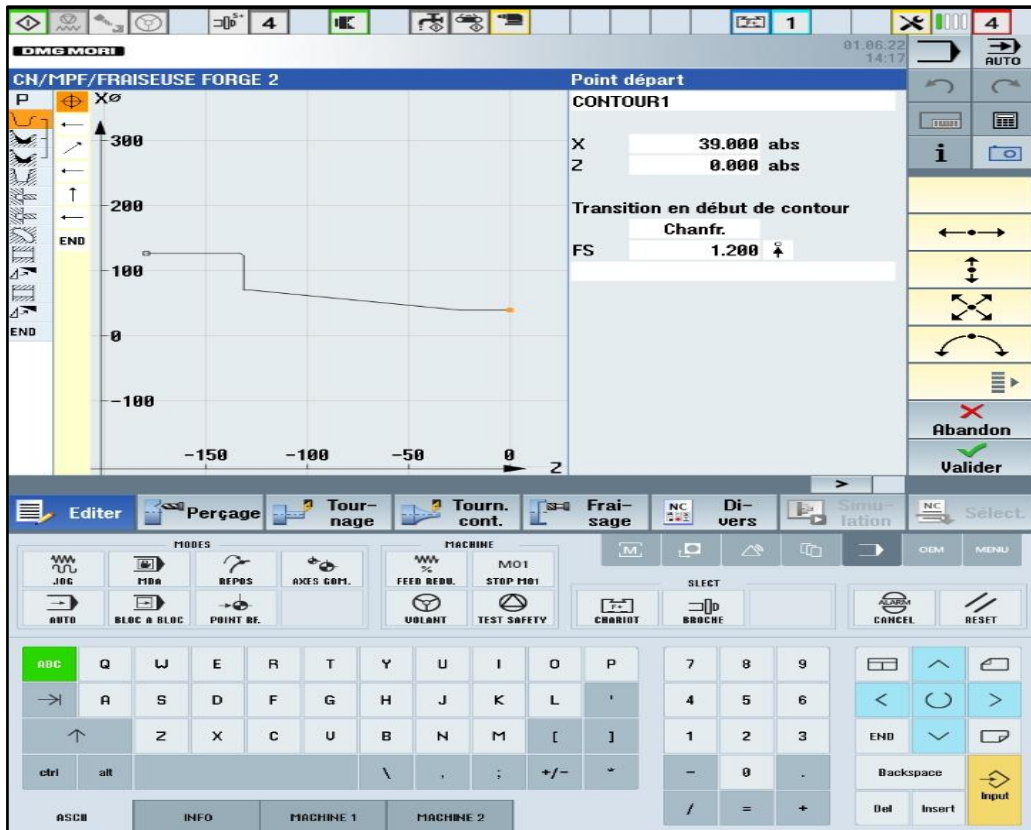 4 1 4
DMG MORI 01.06.22 AUTO
14:17
CN/MPF/FRAISEUSE FORGE 2 Point départ
P XØ CONTOUR1
300 X 39.000 abs
Z 0.000 abs
200 Transition en début de contour
END Chanfr.
100 FS 1.200
END 0
-100
Abandon
-150 -100 -50 0 Z Valider
>
Editer Perçage Tour- nage Tourn. cont. Frai- sage NC Di- vers Simu- lation NC Sélect.
MODES MACHINE M OEM MENU
JOG MDA REPOS AXES GOM. FEED REDU. M01 STOP M01 SLECT
AUTO BLOC A BLOC POINT RF. VOLANT TEST SAFETY CHARIOT BROCHE ALARM CANCEL RESET
ABC Q W E R T Y U I O P 7 8 9
A S D F G H J K L ' 4 5 6 < >
Z X C V B N M [ ] 1 2 3 END
ctrl alt \ , ; +/- * - 0 . Backspace
Input
ASCII INFO MACHINE 1 MACHINE 2 / = + Del Insert